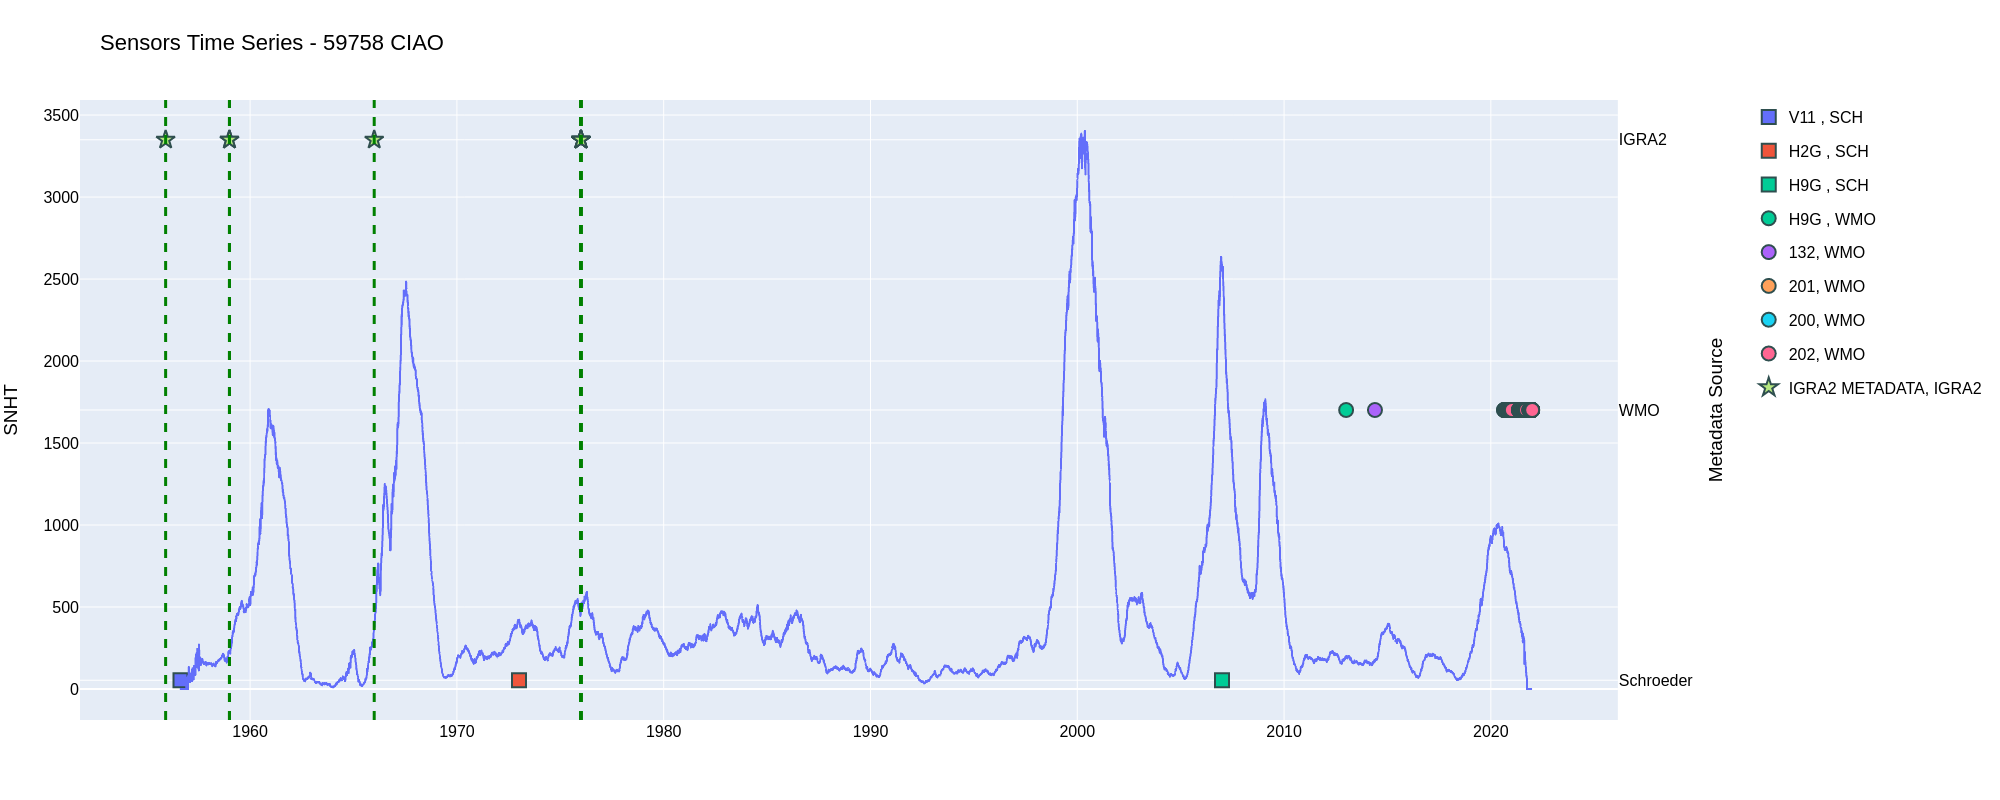 Sensors Time Series - 59758 CIAO
SNHT
3500
3000
2500
2000
1500
1000
500
0
1960
1970
1980
1990
2000
2010
2020
IGRA2
WMO
Schroeder
Metadata Source
V11 , SCH
H2G , SCH
H9G , SCH
H9G , WMO
132, WMO
201, WMO
200, WMO
202, WMO
IGRA2 METADATA, IGRA2